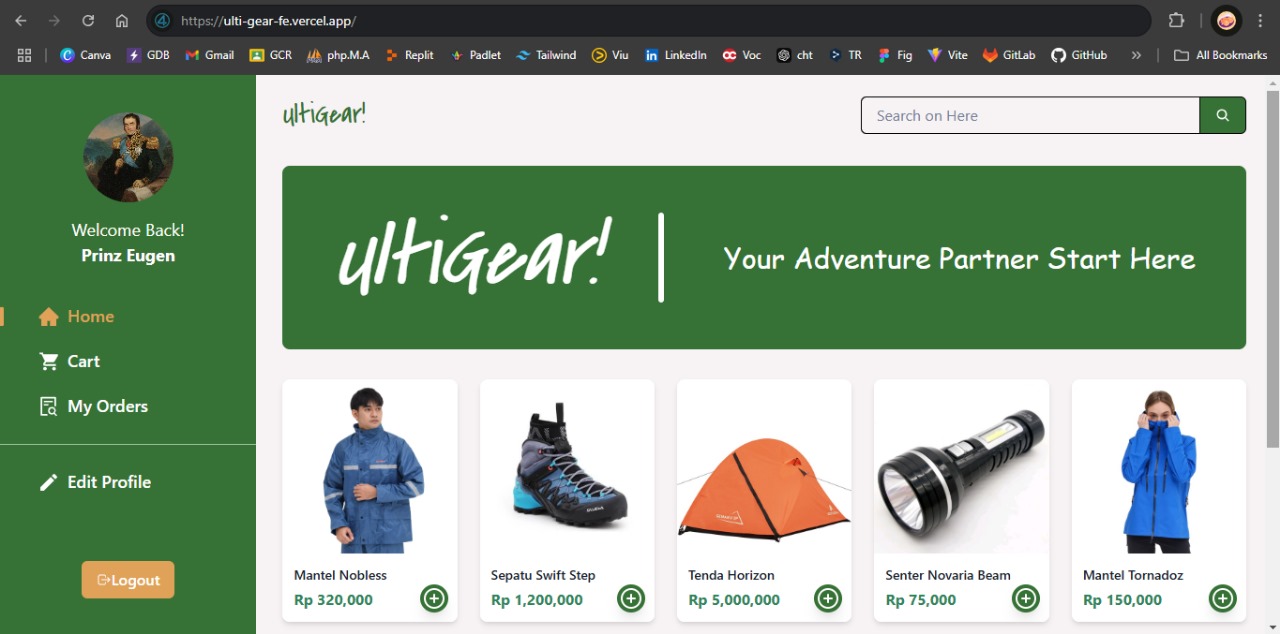 https://ulti-gear-fe.vercel.app/
Canva GDB Gmail GCR php.M.A Replit Padlet Tailwind Viu LinkedIn Voc cht TR Fig Vite GitLab GitHub » All Bookmarks
ultiGear!
Search on Here
Welcome Back!
Prinz Eugen
Home
Cart
My Orders
Edit Profile
Logout
ultiGear!
Your Adventure Partner Start Here
Mantel Nobless
Rp 320,000
Sepatu Swift Step
Rp 1,200,000
Tenda Horizon
Rp 5,000,000
Senter Novaria Beam
Rp 75,000
Mantel Tornadoz
Rp 150,000